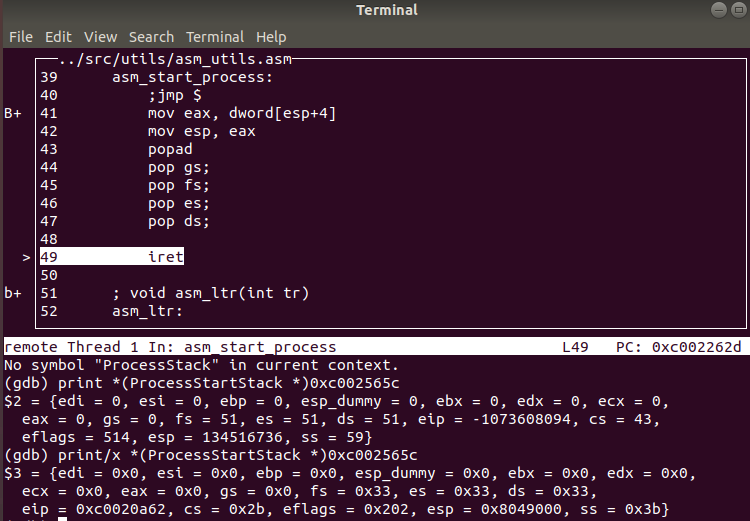 Terminal
File Edit View Search Terminal Help
../src/utils/asm_utils.asm
39 asm_start_process:
40 ;jmp $
B+ 41 mov eax, dword[esp+4]
42 mov esp, eax
43 popad
44 pop gs;
45 pop fs;
46 pop es;
47 pop ds;
48
> 49 iret
50
b+ 51 ; void asm_ltr(int tr)
52 asm_ltr:
remote Thread 1 In: asm_start_process L49 PC: 0xc002262d
No symbol "ProcessStack" in current context.
(gdb) print *(ProcessStartStack *)0xc002565c
$2 = {edi = 0, esi = 0, ebp = 0, esp_dummy = 0, ebx = 0, edx = 0, ecx = 0,
eax = 0, gs = 0, fs = 51, es = 51, ds = 51, eip = -1073608094, cs = 43,
eflags = 514, esp = 134516736, ss = 59}
(gdb) print/x *(ProcessStartStack *)0xc002565c
$3 = {edi = 0x0, esi = 0x0, ebp = 0x0, esp_dummy = 0x0, ebx = 0x0, edx = 0x0,
ecx = 0x0, eax = 0x0, gs = 0x0, fs = 0x33, es = 0x33, ds = 0x33,
eip = 0xc0020a62, cs = 0x2b, eflags = 0x202, esp = 0x8049000, ss = 0x3b}